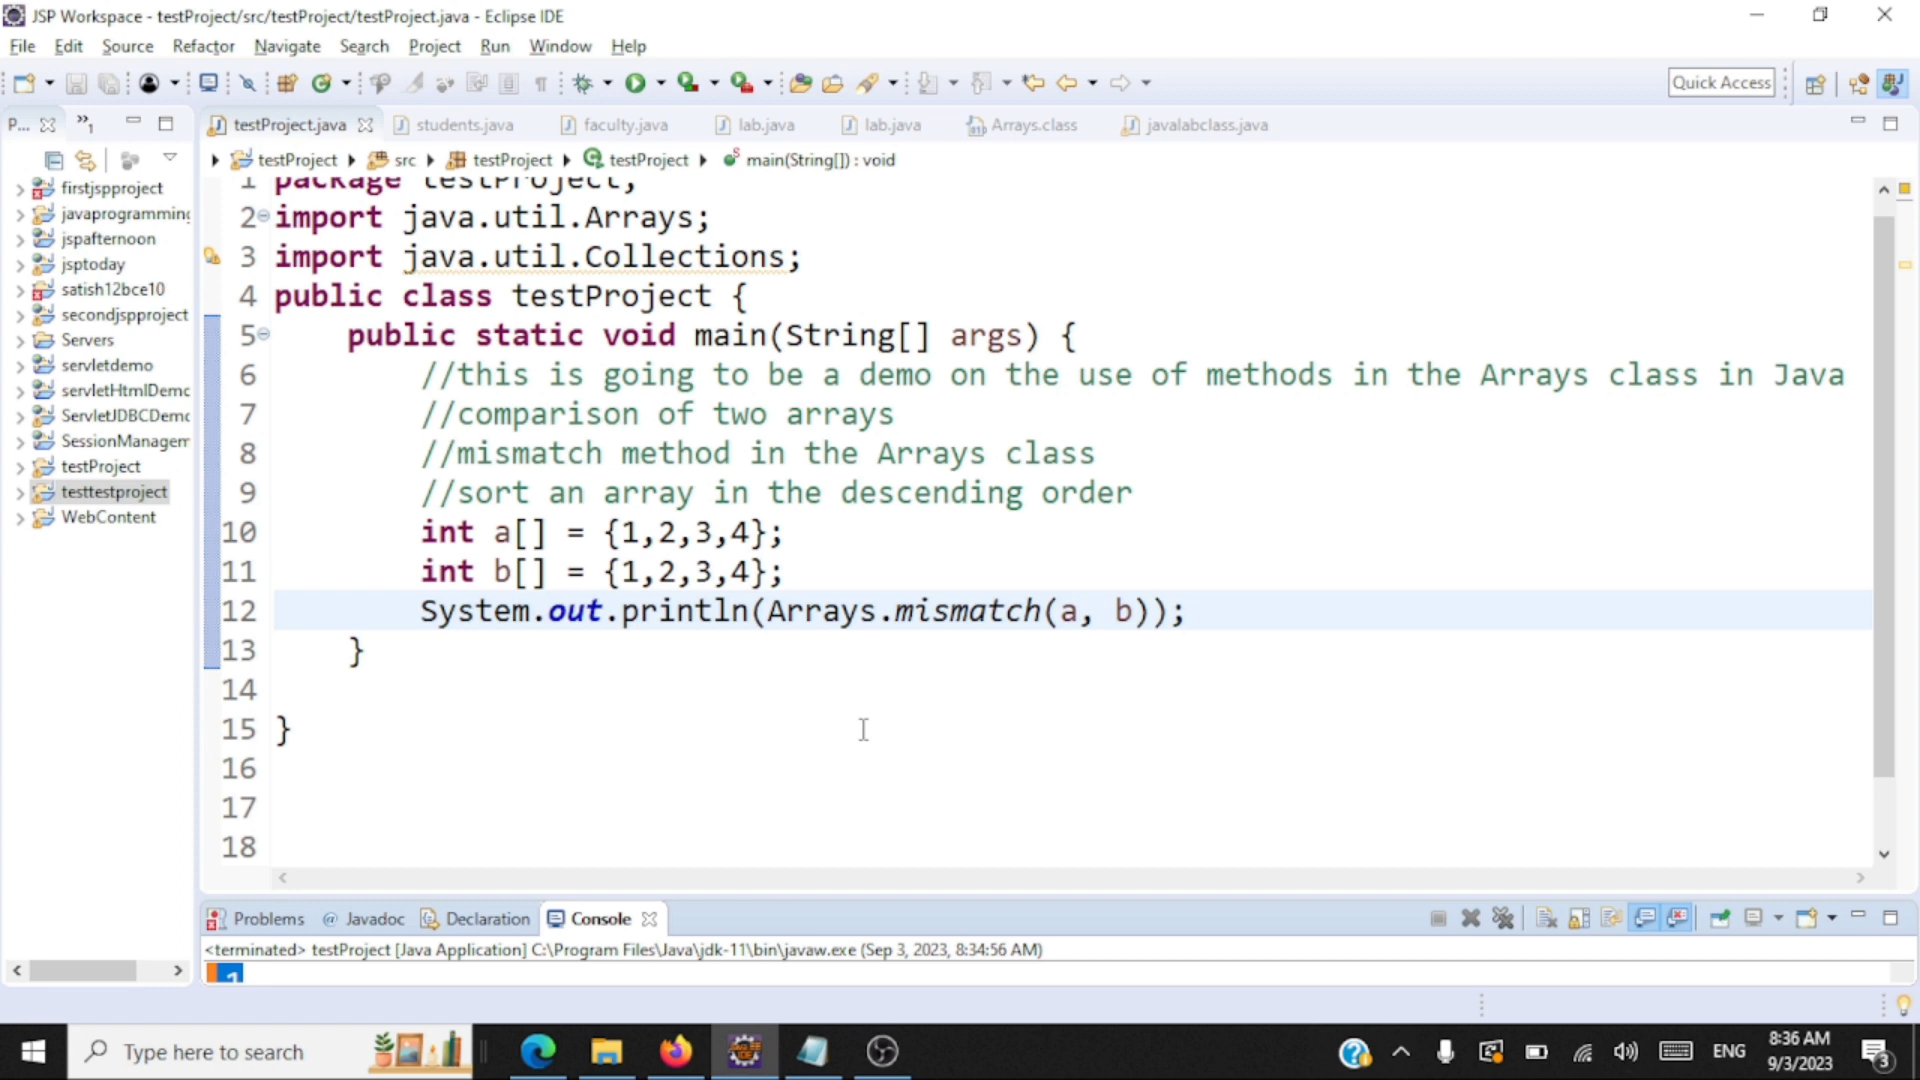 JSP Workspace - testProject/src/testProject/testProject.java - Eclipse IDE
File Edit Source Refactor Navigate Search Project Run Window Help
Quick Access
P... »1 testProject.java students.java faculty.java lab.java lab.java Arrays.class javalabclass.java
testProject src testProject testProject main(String[]) : void
firstjspproject
javaprogramming
jspafternoon
jsptoday
satish12bce10
secondjspproject
Servers
servletdemo
servletHtmlDemo
ServletJDBCDemo
SessionManagem
testProject
testtestproject
WebContent
1 package testProject;
2 import java.util.Arrays;
3 import java.util.Collections;
4 public class testProject {
5 public static void main(String[] args) {
6 //this is going to be a demo on the use of methods in the Arrays class in Java
7 //comparison of two arrays
8 //mismatch method in the Arrays class
9 //sort an array in the descending order
10 int a[] = {1,2,3,4};
11 int b[] = {1,2,3,4};
12 System.out.println(Arrays.mismatch(a, b));
13 }
14
15 }
16
17
18
Problems @ Javadoc Declaration Console
<terminated> testProject [Java Application] C:\Program Files\Java\jdk-11\bin\javaw.exe (Sep 3, 2023, 8:34:56 AM)
Type here to search
ENG
8:36 AM
9/3/2023
3